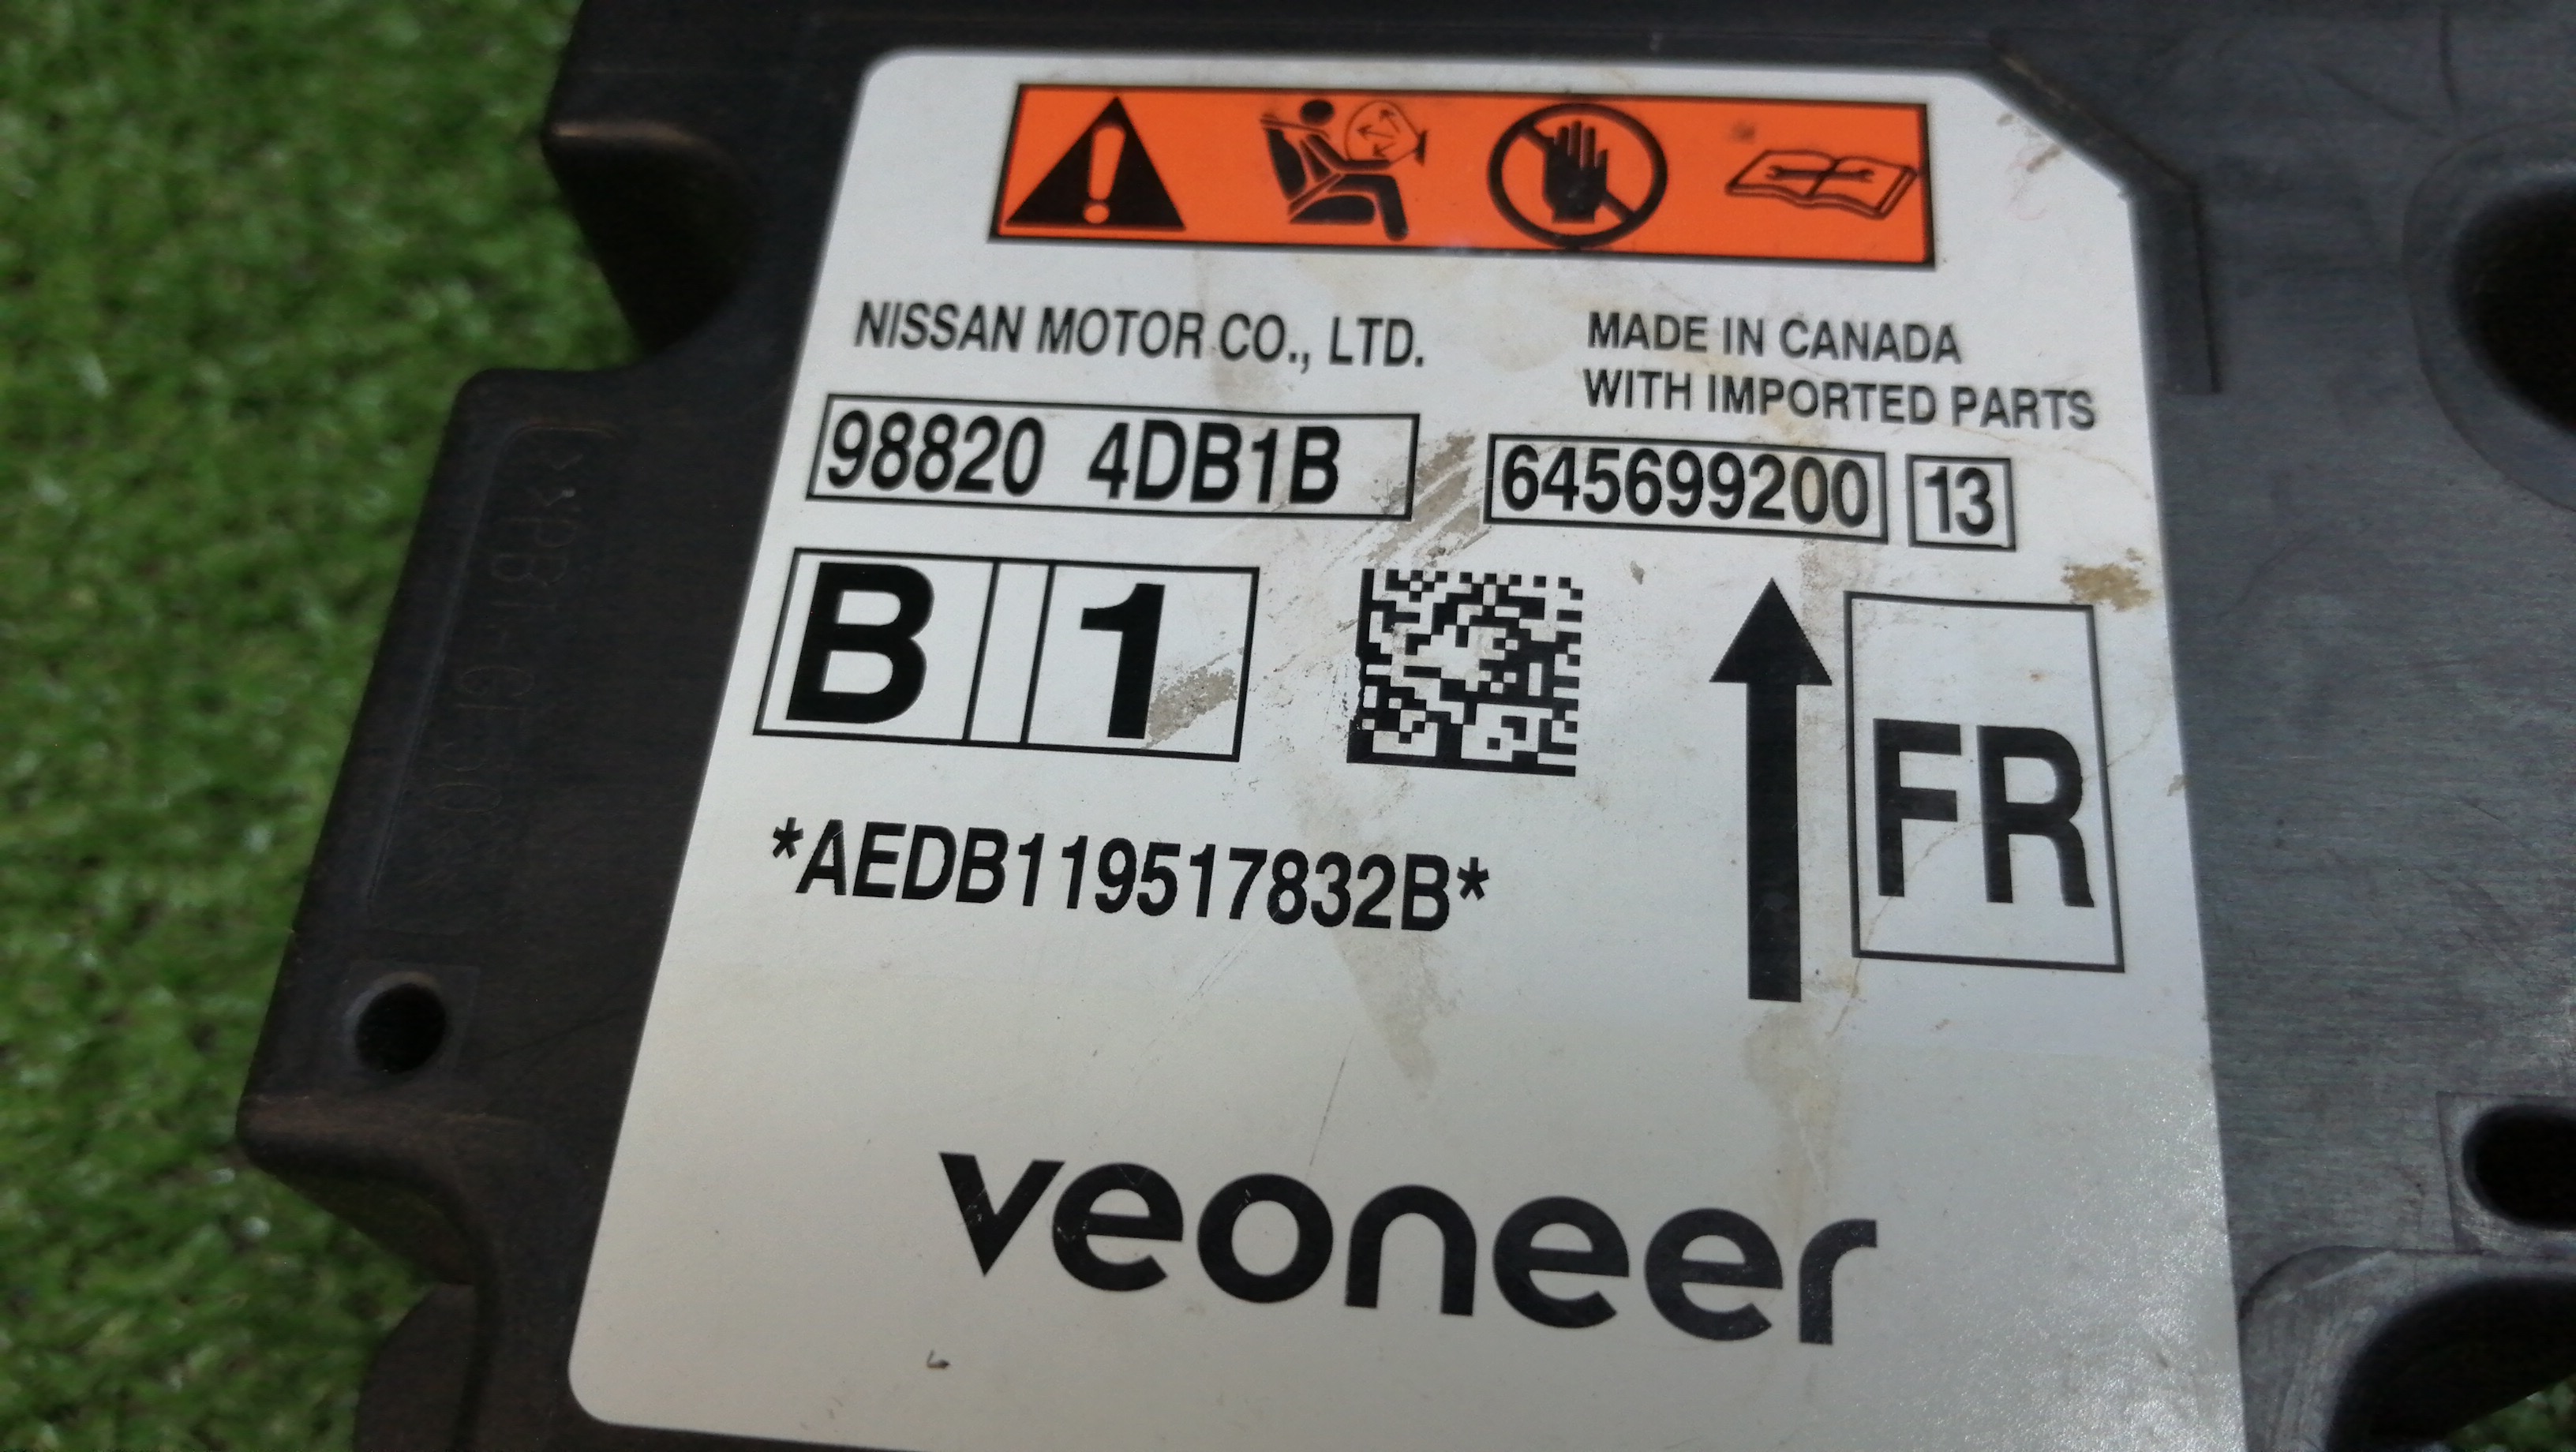 NISSAN MOTOR CO., LTD.
MADE IN CANADA
WITH IMPORTED PARTS
98820 4DB1B
645699200 13
B 1
FR
*AEDB119517832B*
veoneer